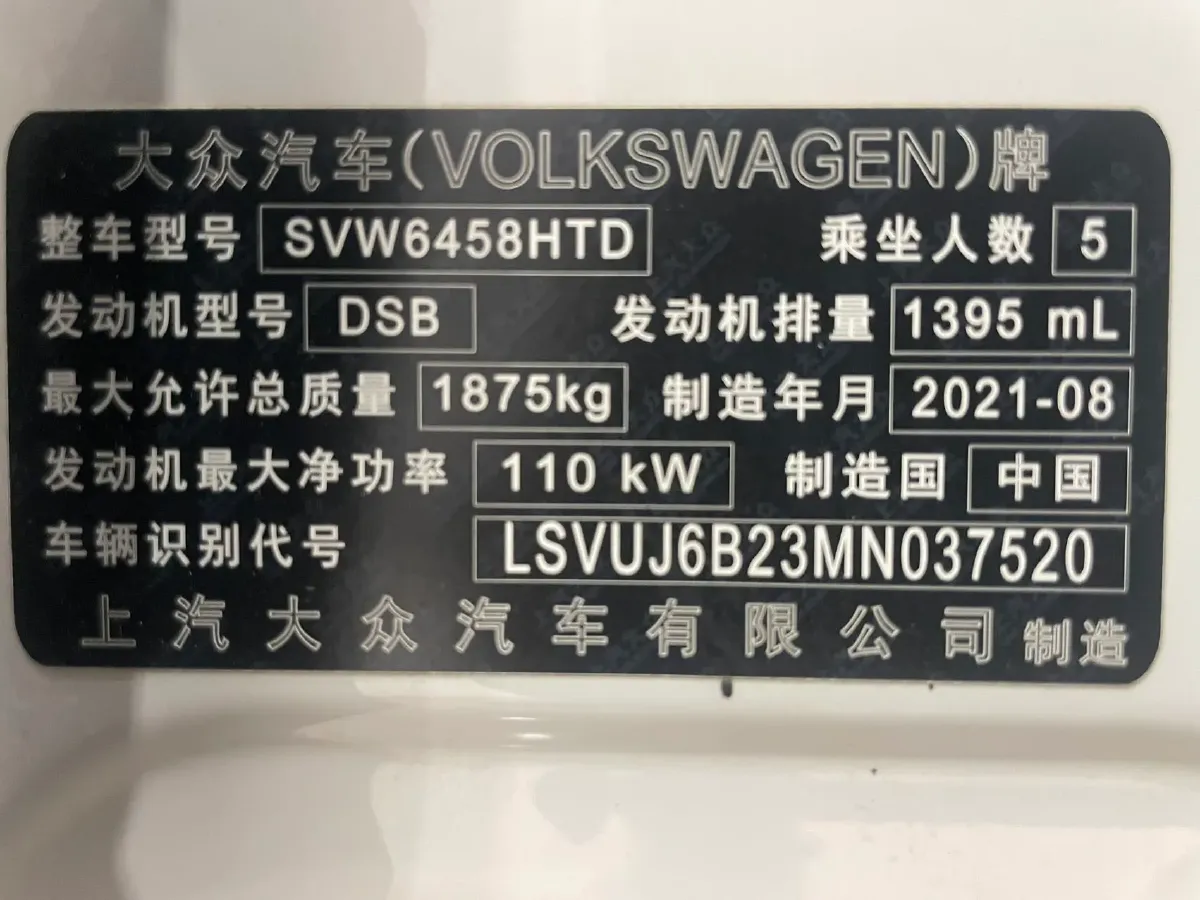 大众汽车(VOLKSWAGEN)牌
整车型号 SVW6458HTD 乘坐人数 5
发动机型号 DSB 发动机排量 1395 mL
最大允许总质量 1875kg 制造年月 2021-08
发动机最大净功率 110 kW 制造国 中国
车辆识别代号 LSVUJ6B23MN037520
上汽大众汽车有限公司 制造